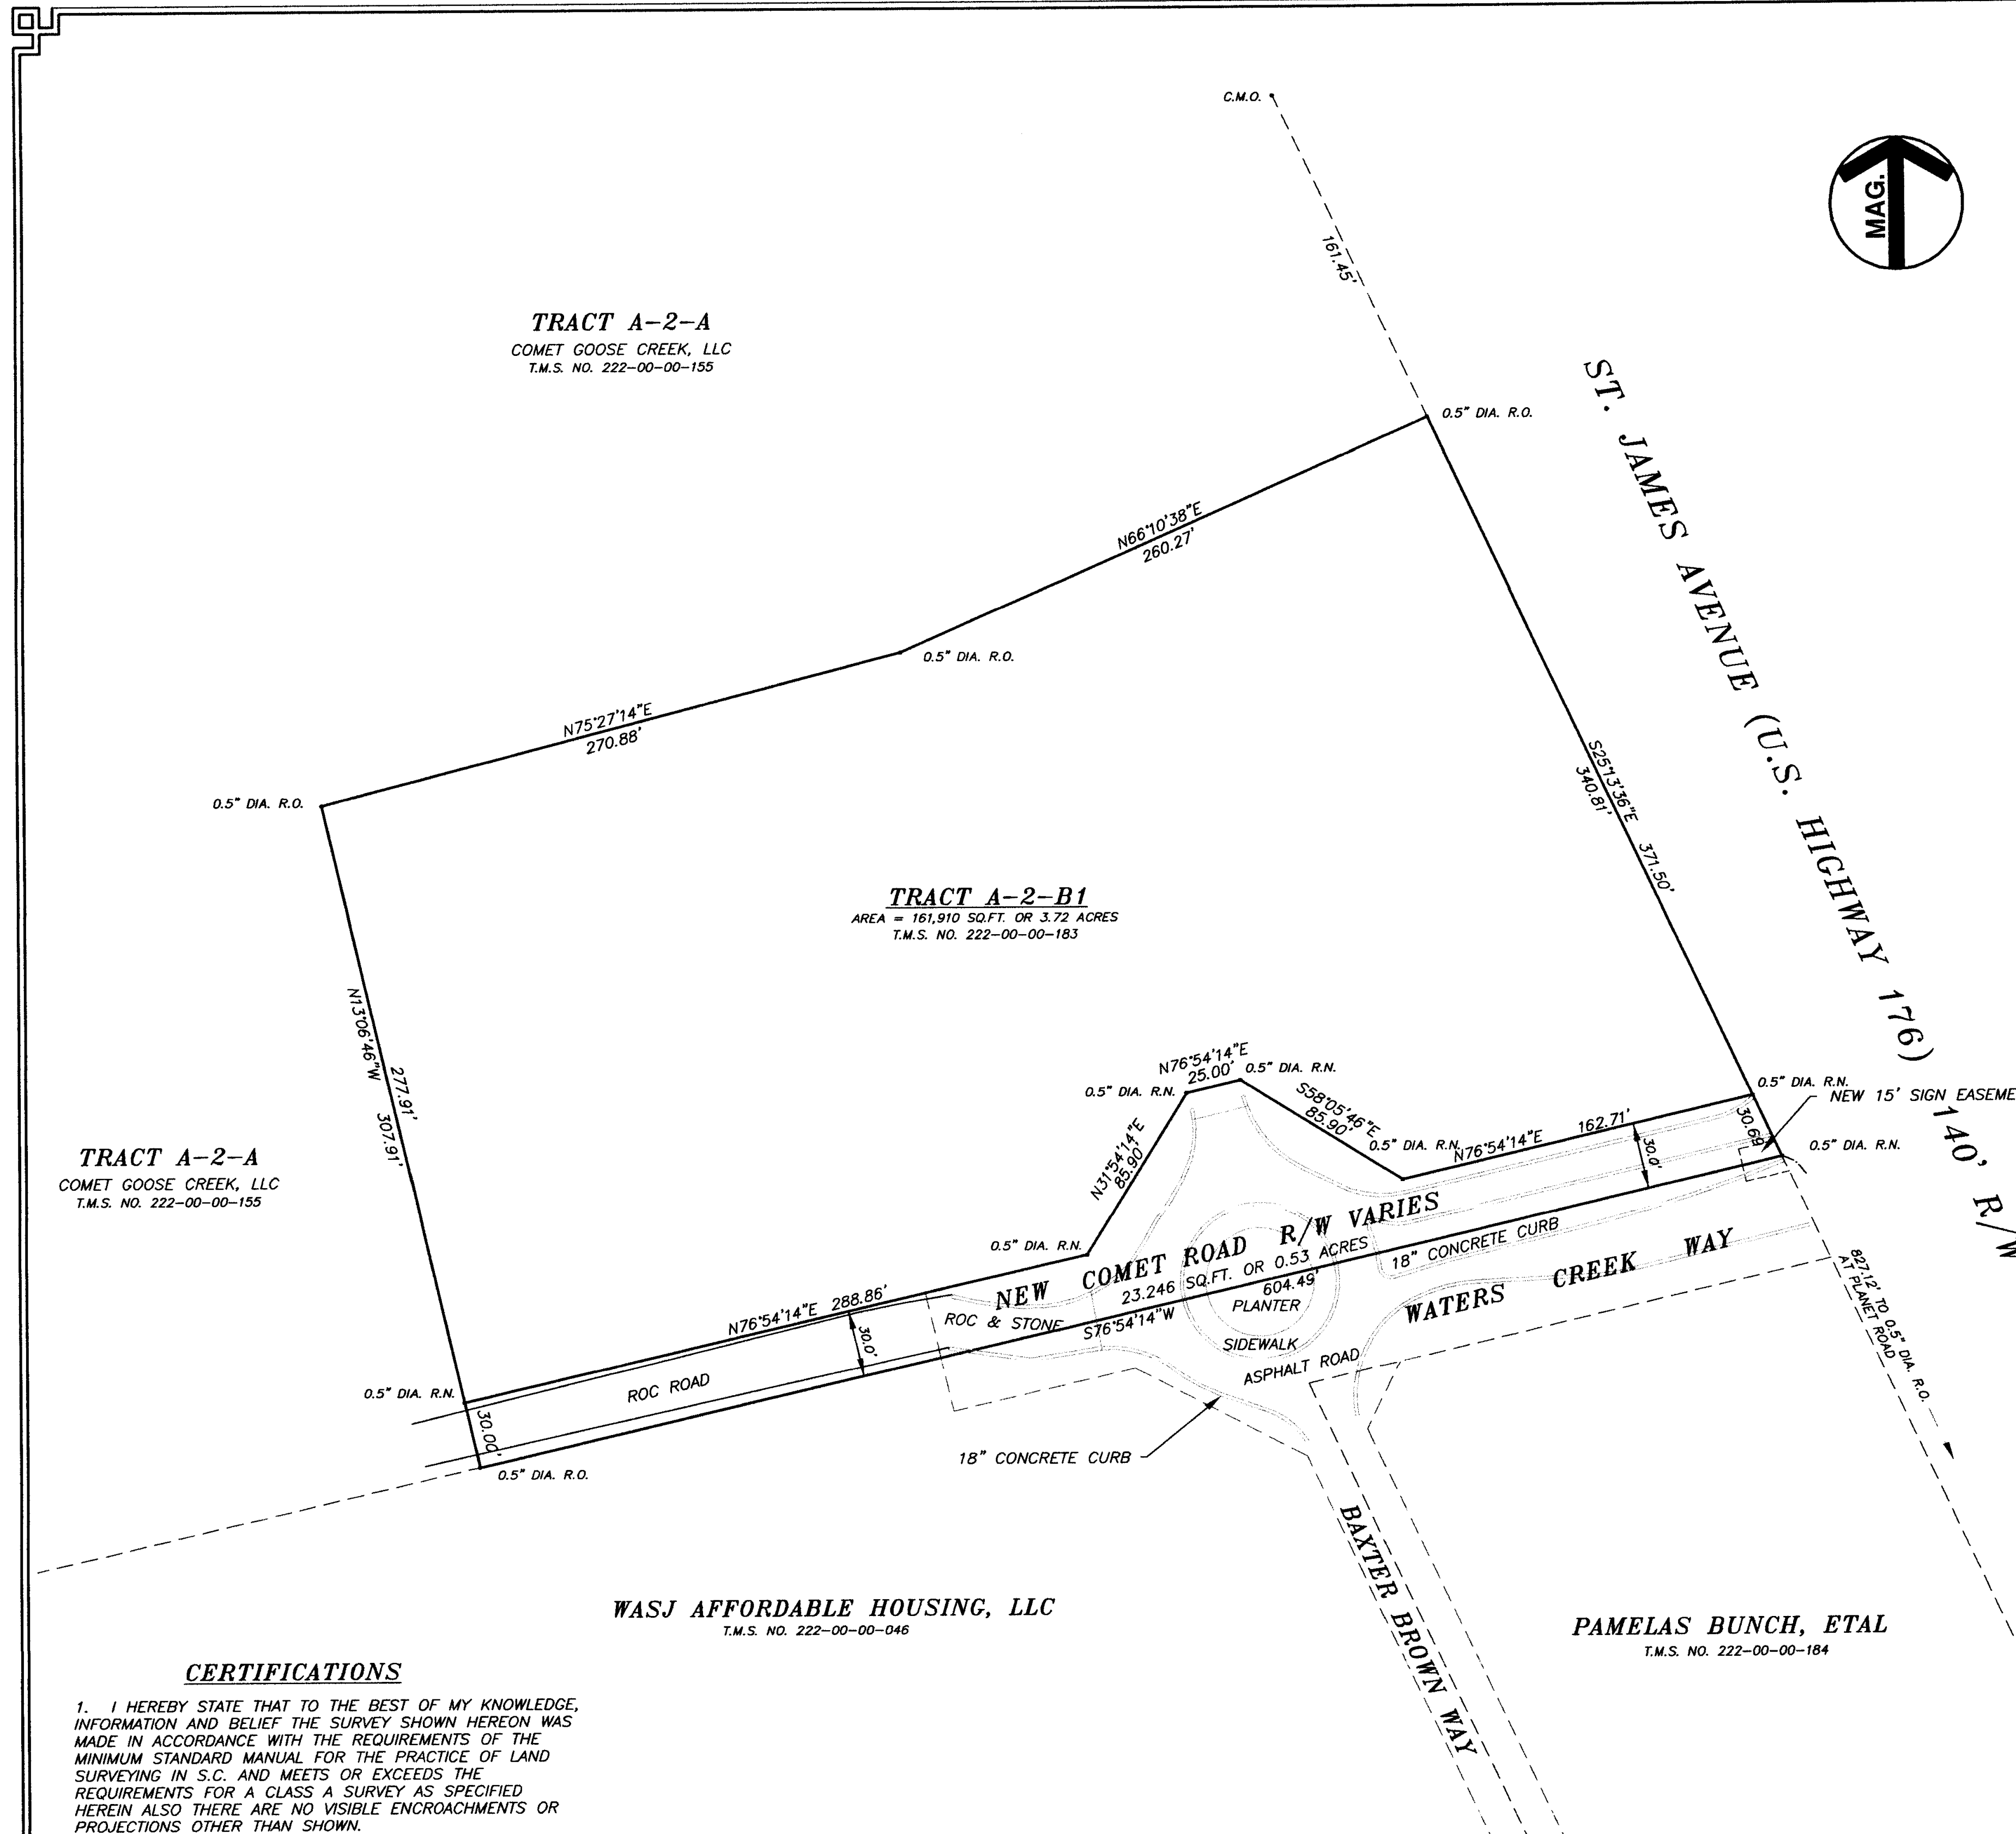 C.M.O.
MAG.
161.45'
TRACT A-2-A
COMET GOOSE CREEK, LLC
T.M.S. NO. 222-00-00-155
ST. JAMES AVENUE (U.S. HIGHWAY 176) 140' R/W
0.5" DIA. R.O.
N66°10'38"E
260.27'
0.5" DIA. R.O.
N75°27'14"E
270.88'
0.5" DIA. R.O.
S25°13'36"E
340.81'
371.50'
TRACT A-2-B1
AREA = 161,910 SQ.FT. OR 3.72 ACRES
T.M.S. NO. 222-00-00-183
N13°06'46"W
277.91'
307.91'
N76°54'14"E
25.00'
0.5" DIA. R.N.
0.5" DIA. R.N.
S58°05'46"E
85.90'
0.5" DIA. R.N.
N76°54'14"E
162.71'
0.5" DIA. R.N.
NEW 15' SIGN EASEME
30.69'
30.0'
0.5" DIA. R.N.
TRACT A-2-A
COMET GOOSE CREEK, LLC
T.M.S. NO. 222-00-00-155
N31°54'14"E
85.90'
0.5" DIA. R.N.
NEW COMET ROAD R/W VARIES
23.246 SQ.FT. OR 0.53 ACRES
604.49'
18" CONCRETE CURB
WATERS CREEK WAY
PLANTER
SIDEWALK
ASPHALT ROAD
N76°54'14"E 288.86'
ROC & STONE
S76°54'14"W
30.0'
ROC ROAD
0.5" DIA. R.N.
30.00'
0.5" DIA. R.O.
18" CONCRETE CURB
827.12' TO 0.5" DIA. R.O.
AT PLANET ROAD
BAXTER BROWN WAY
WASJ AFFORDABLE HOUSING, LLC
T.M.S. NO. 222-00-00-046
PAMELAS BUNCH, ETAL
T.M.S. NO. 222-00-00-184
CERTIFICATIONS
1. I HEREBY STATE THAT TO THE BEST OF MY KNOWLEDGE,
INFORMATION AND BELIEF THE SURVEY SHOWN HEREON WAS
MADE IN ACCORDANCE WITH THE REQUIREMENTS OF THE
MINIMUM STANDARD MANUAL FOR THE PRACTICE OF LAND
SURVEYING IN S.C. AND MEETS OR EXCEEDS THE
REQUIREMENTS FOR A CLASS A SURVEY AS SPECIFIED
HEREIN ALSO THERE ARE NO VISIBLE ENCROACHMENTS OR
PROJECTIONS OTHER THAN SHOWN.